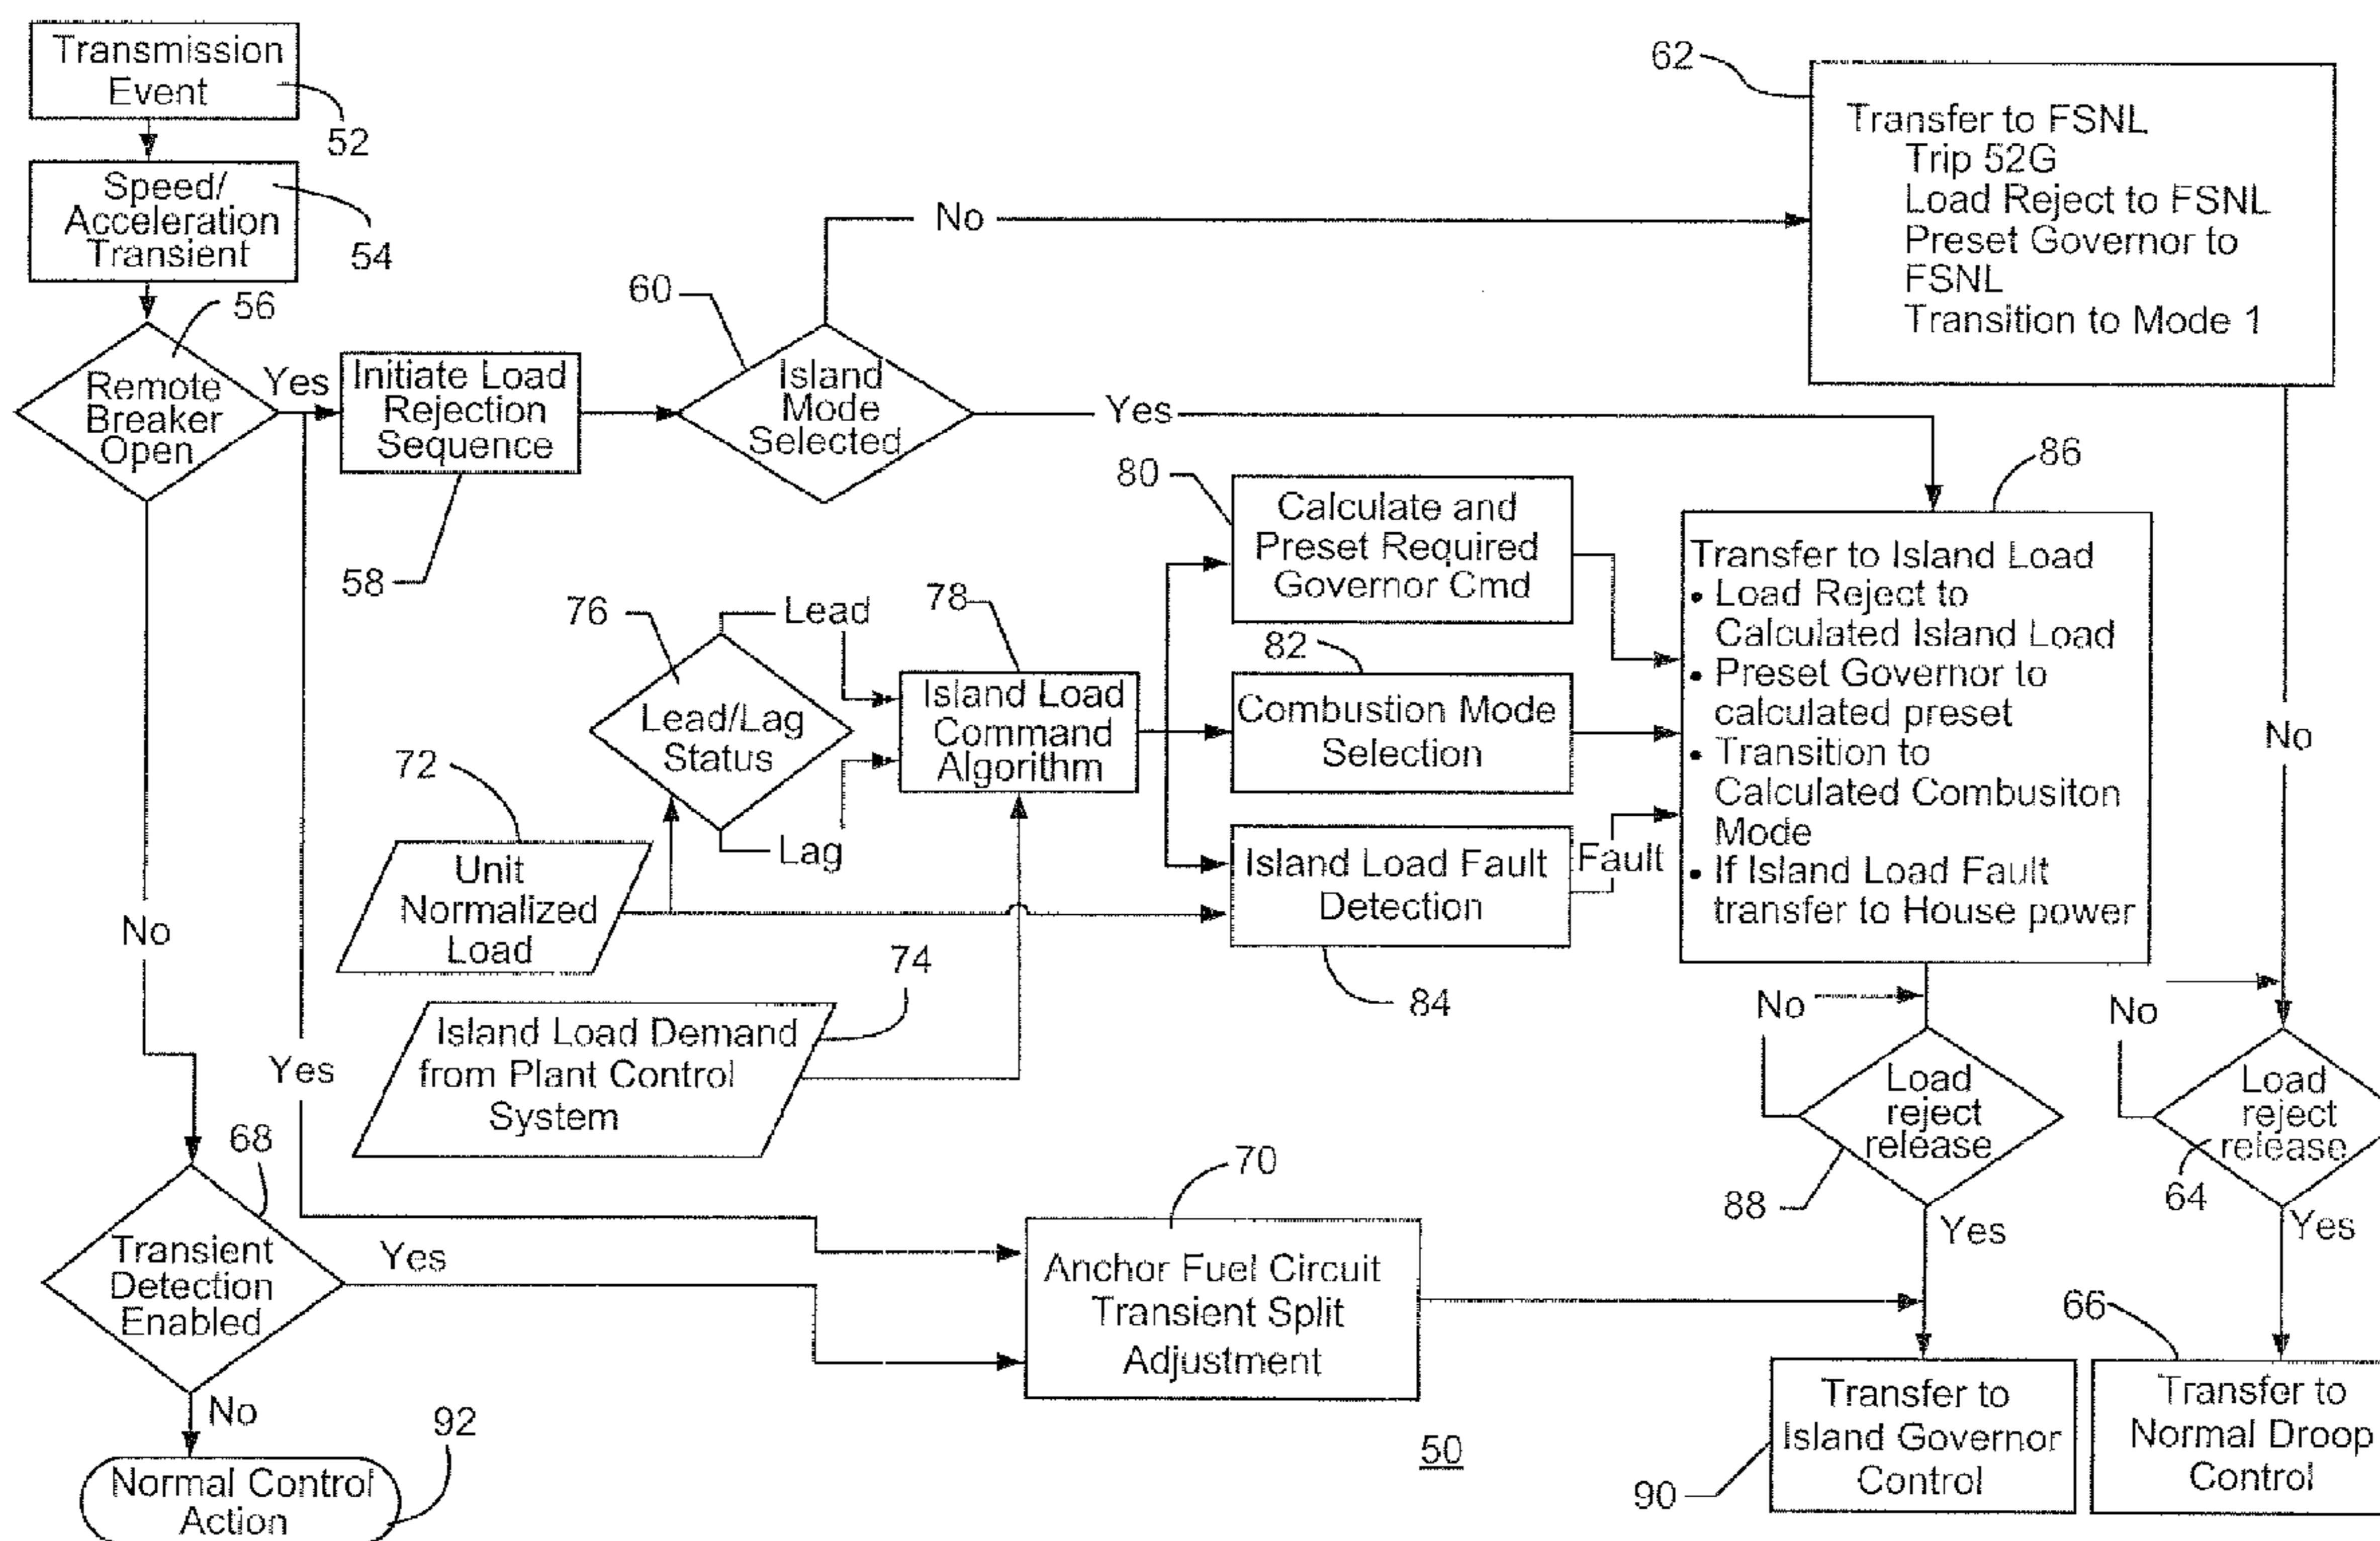 Transmission
Event
52
Speed/
Acceleration
Transient
54
56
Remote
Breaker
Open
Yes
Initiate Load
Rejection
Sequence
58
60
Island
Mode
Selected
No
Yes
62
Transfer to FSNL
Trip 52G
Load Reject to FSNL
Preset Governor to
FSNL
Transition to Mode 1
No
76
Lead/Lag
Status
Lead
Lag
78
Island Load
Command
Algorithm
80
Calculate and
Preset Required
Governor Cmd
82
Combustion Mode
Selection
Island Load Fault
Detection
84
Fault
86
Transfer to Island Load
• Load Reject to
Calculated Island Load
• Preset Governor to
calculated preset
• Transition to
Calculated Combusiton
Mode
• If Island Load Fault
transfer to House power
72
Unit
Normalized
Load
74
Island Load Demand
from Plant Control
System
No
Yes
68
Transient
Detection
Enabled
Yes
No
92
Normal Control
Action
70
Anchor Fuel Circuit
Transient Split
Adjustment
No
Load
reject
release
88
Yes
No
Load
reject
release
64
Yes
90
Transfer to
Island Governor
Control
66
Transfer to
Normal Droop
Control
50